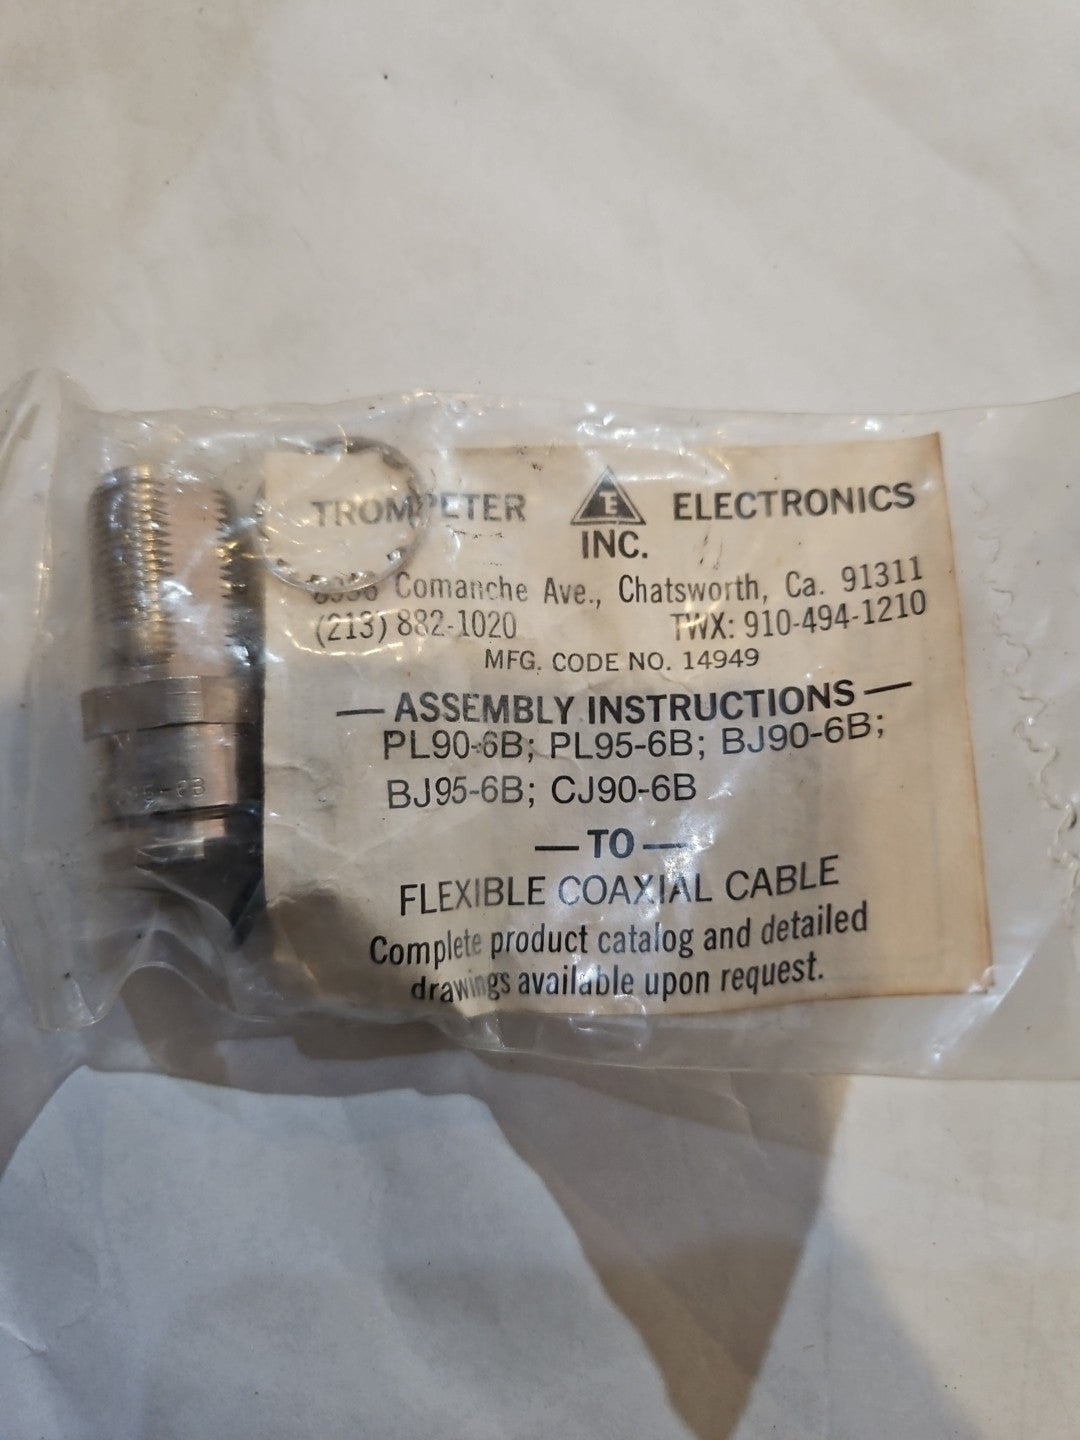 TROMPETER E ELECTRONICS
INC.
Comanche Ave., Chatsworth, Ca. 91311
(213) 882-1020 TWX: 910-494-1210
MFG. CODE NO. 14949
— ASSEMBLY INSTRUCTIONS —
PL90-6B; PL95-6B; BJ90-6B;
BJ95-6B; CJ90-6B
— TO —
FLEXIBLE COAXIAL CABLE
Complete product catalog and detailed
drawings available upon request.